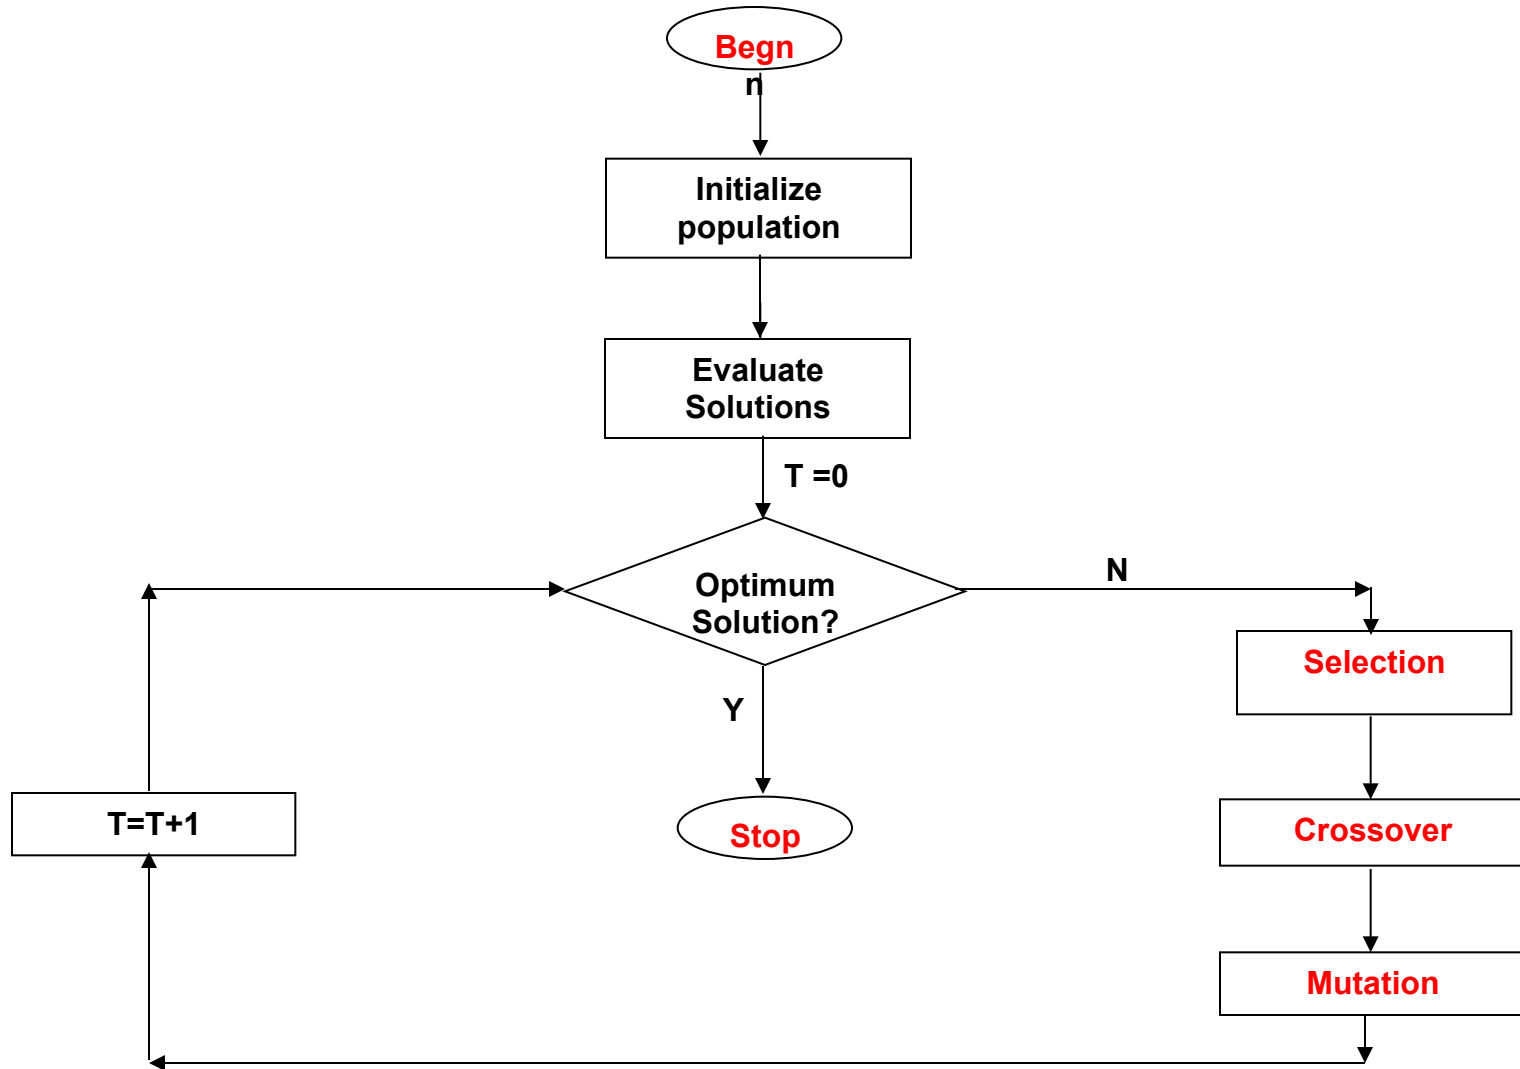 Begn
n
Initialize
population
Evaluate
Solutions
T =0
Optimum
Solution?
N
Selection
Y
T=T+1
Stop
Crossover
Mutation